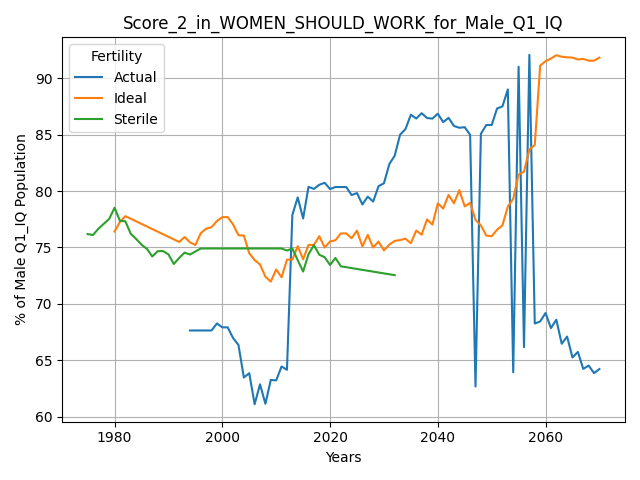 Score_2_in_WOMEN_SHOULD_WORK_for_Male_Q1_IQ
Fertility
Actual
Ideal
Sterile
% of Male Q1_IQ Population
90
85
80
75
70
65
60
1980
2000
2020
2040
2060
Years